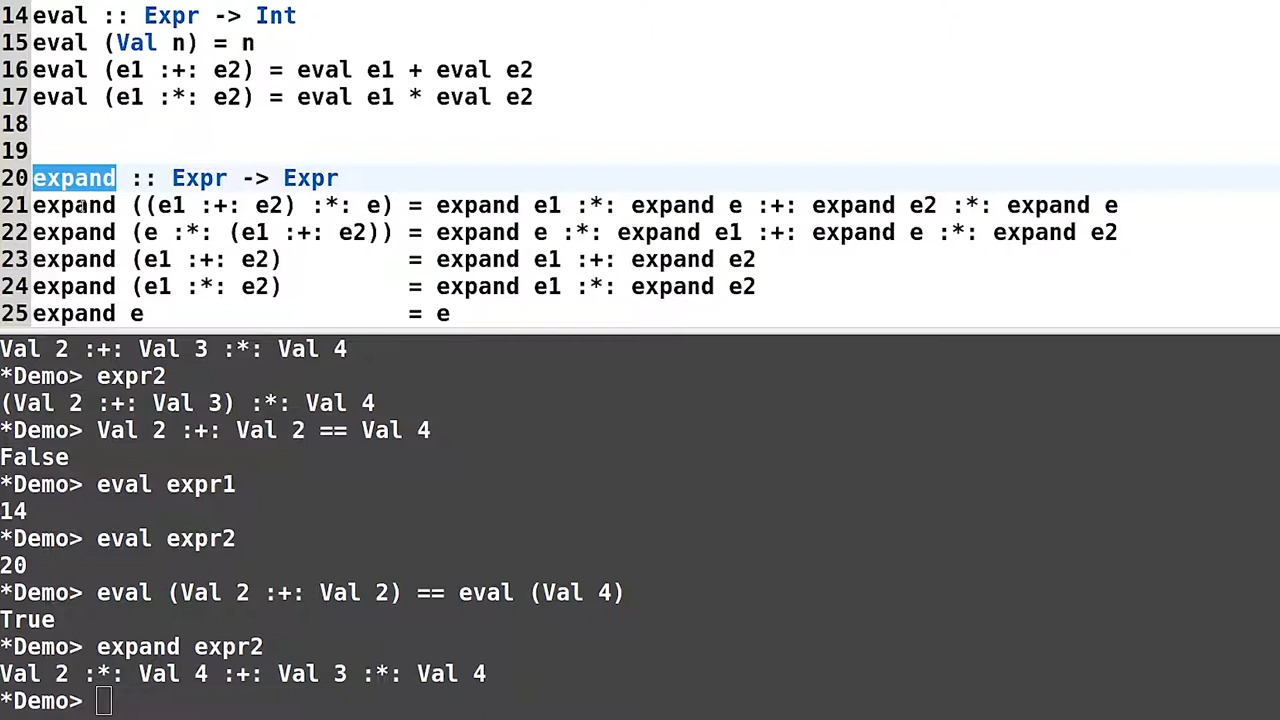 14 eval :: Expr -> Int
15 eval (Val n) = n
16 eval (e1 :+: e2) = eval e1 + eval e2
17 eval (e1 :*: e2) = eval e1 * eval e2
18
19
20 expand :: Expr -> Expr
21 expand ((e1 :+: e2) :*: e) = expand e1 :*: expand e :+: expand e2 :*: expand e
22 expand (e :*: (e1 :+: e2)) = expand e :*: expand e1 :+: expand e :*: expand e2
23 expand (e1 :+: e2)         = expand e1 :+: expand e2
24 expand (e1 :*: e2)         = expand e1 :*: expand e2
25 expand e                   = e
Val 2 :+: Val 3 :*: Val 4
*Demo> expr2
(Val 2 :+: Val 3) :*: Val 4
*Demo> Val 2 :+: Val 2 == Val 4
False
*Demo> eval expr1
14
*Demo> eval expr2
20
*Demo> eval (Val 2 :+: Val 2) == eval (Val 4)
True
*Demo> expand expr2
Val 2 :*: Val 4 :+: Val 3 :*: Val 4
*Demo>